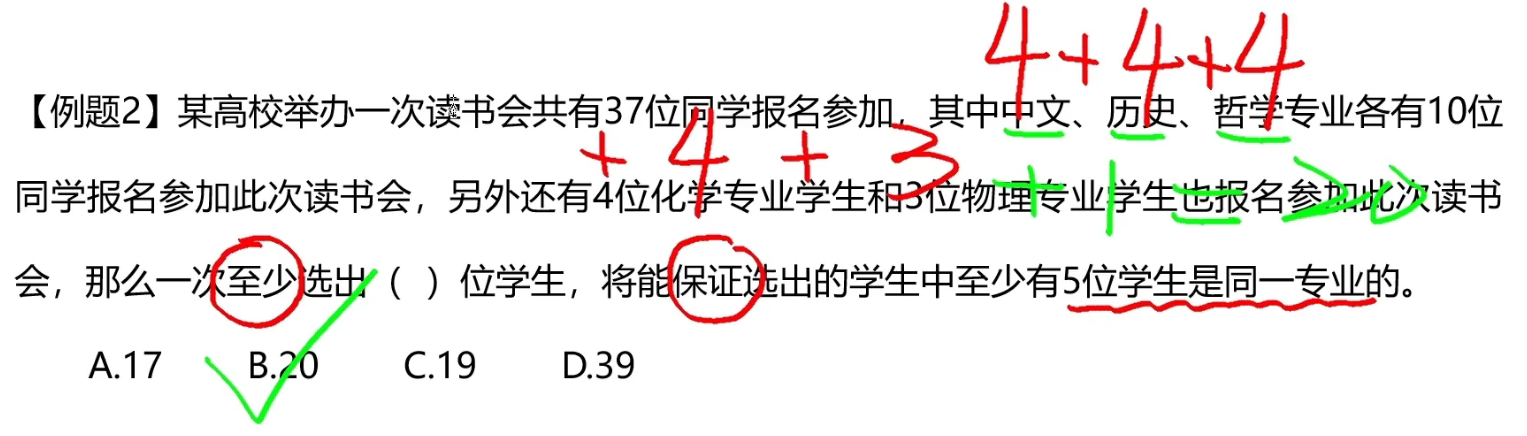 4+4+4
【例题2】某高校举办一次读书会共有37位同学报名参加，其中中文、历史、哲学专业各有10位
+4+3
+1=20
同学报名参加此次读书会，另外还有4位化学专业学生和3位物理专业学生也报名参加此次读书
会，那么一次至少选出（ ）位学生，将能保证选出的学生中至少有5位学生是同一专业的。
A.17 B.20 C.19 D.39